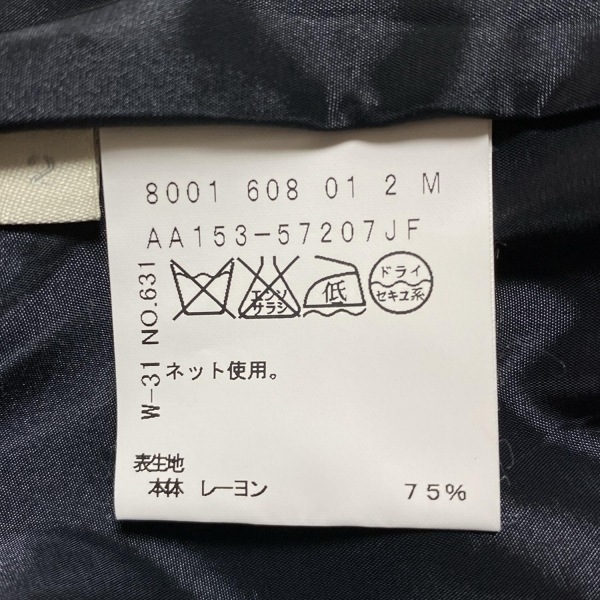 8001 608 01 2 M
AA153-57207JF
エンソ
サラシ
低
ドライ
セキユ系
W-31 NO.631
ネット使用。
表生地
本体 レーヨン 75%
2